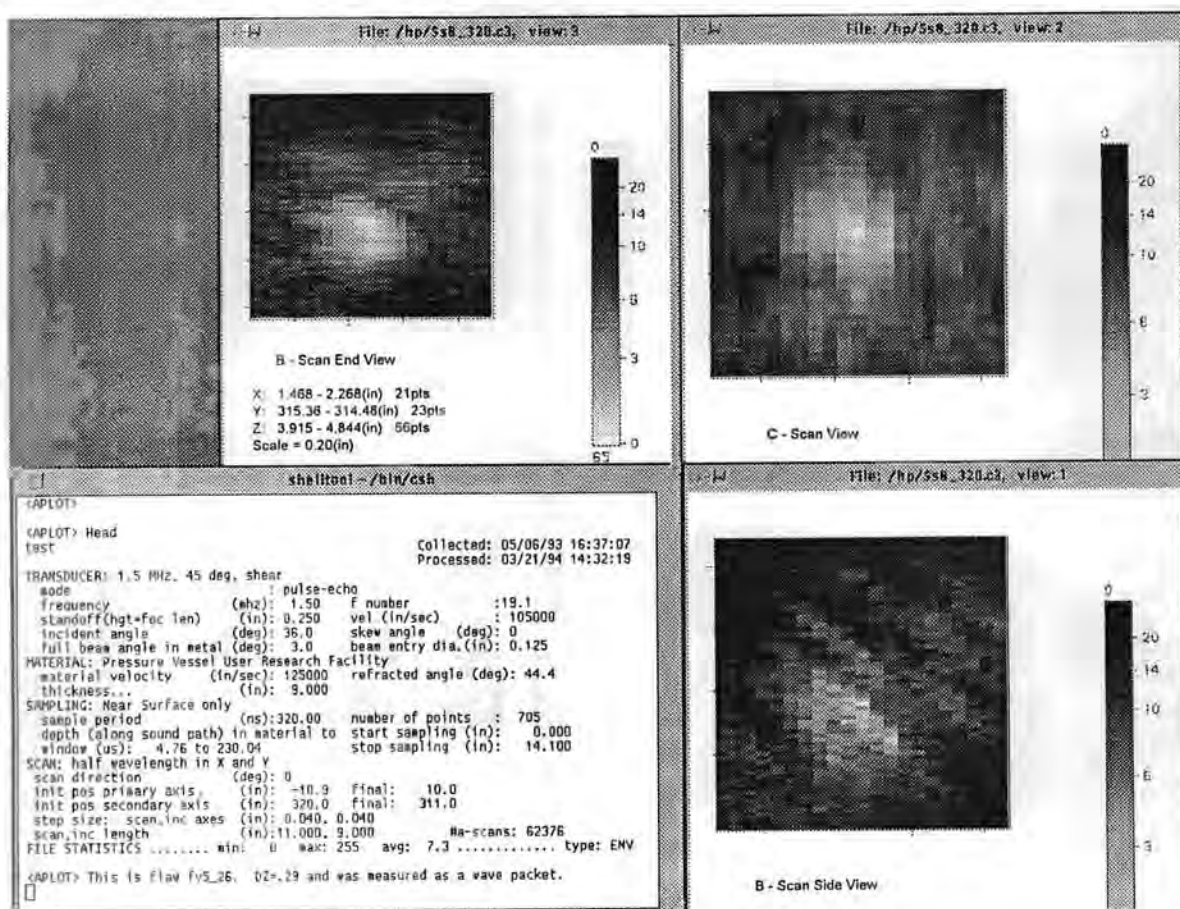 File: /hp/5s8_320.c3, view: 3
0
20
14
10
6
3
0
65
B - Scan End View
X: 1.468 - 2.268(in) 21pts
Y: 315.36 - 314.48(in) 23pts
Z: 3.915 - 4.844(in) 56pts
Scale = 0.20(in)
File: /hp/5s8_320.c3, view: 2
0
20
14
10
6
3
C - Scan View
shelltool - /bin/csh
<APLOT>
<APLOT> Head
test
Collected: 05/06/93 16:37:07
Processed: 03/21/94 14:32:19
TRANSDUCER: 1.5 MHz, 45 deg, shear
mode : pulse-echo
frequency (mhz): 1.50 f number :19.1
standoff(hgt+foc len) (in): 0.250 vel (in/sec) : 105000
incident angle (deg): 36.0 skew angle (deg): 0
full beam angle in metal (deg): 3.0 beam entry dia.(in): 0.125
MATERIAL: Pressure Vessel User Research Facility
material velocity (in/sec): 125000 refracted angle (deg): 44.4
thickness... (in): 9.000
SAMPLING: Near Surface only
sample period (ns):320.00 number of points : 705
depth (along sound path) in material to start sampling (in): 0.000
window (us): 4.76 to 230.04 stop sampling (in): 14.100
SCAN: half wavelength in X and Y
scan direction (deg): 0
init pos primary axis (in): -10.9 final: 10.0
init pos secondary axis (in): 320.0 final: 311.0
step size: scan,inc axes (in): 0.040, 0.040
scan,inc length (in):11.000, 9.000 #a-scans: 62376
FILE STATISTICS ........ min: 0 max: 255 avg: 7.3 ............. type: ENV
<APLOT> This is flaw fv5_26. DZ=.29 and was measured as a wave packet.
File: /hp/5s8_320.c3, view: 1
0
20
14
10
6
3
B - Scan Side View